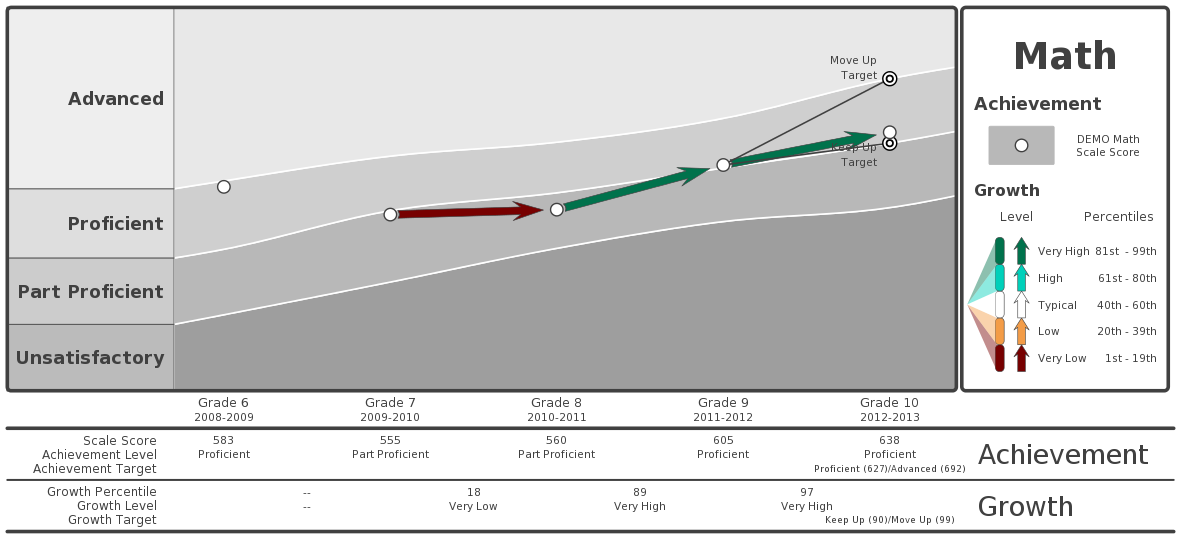 Advanced
Proficient
Part Proficient
Unsatisfactory
Move Up
Target
Keep Up
Target
Math
Achievement
DEMO Math
Scale Score
Growth
Level Percentiles
Very High 81st - 99th
High 61st - 80th
Typical 40th - 60th
Low 20th - 39th
Very Low 1st - 19th
Grade 6 Grade 7 Grade 8 Grade 9 Grade 10
2008-2009 2009-2010 2010-2011 2011-2012 2012-2013
Scale Score 583 555 560 605 638
Achievement Level Proficient Part Proficient Part Proficient Proficient Proficient
Achievement Target Proficient (627)/Advanced (692)
Achievement
Growth Percentile -- 18 89 97
Growth Level -- Very Low Very High Very High
Growth Target Keep Up (90)/Move Up (99)
Growth